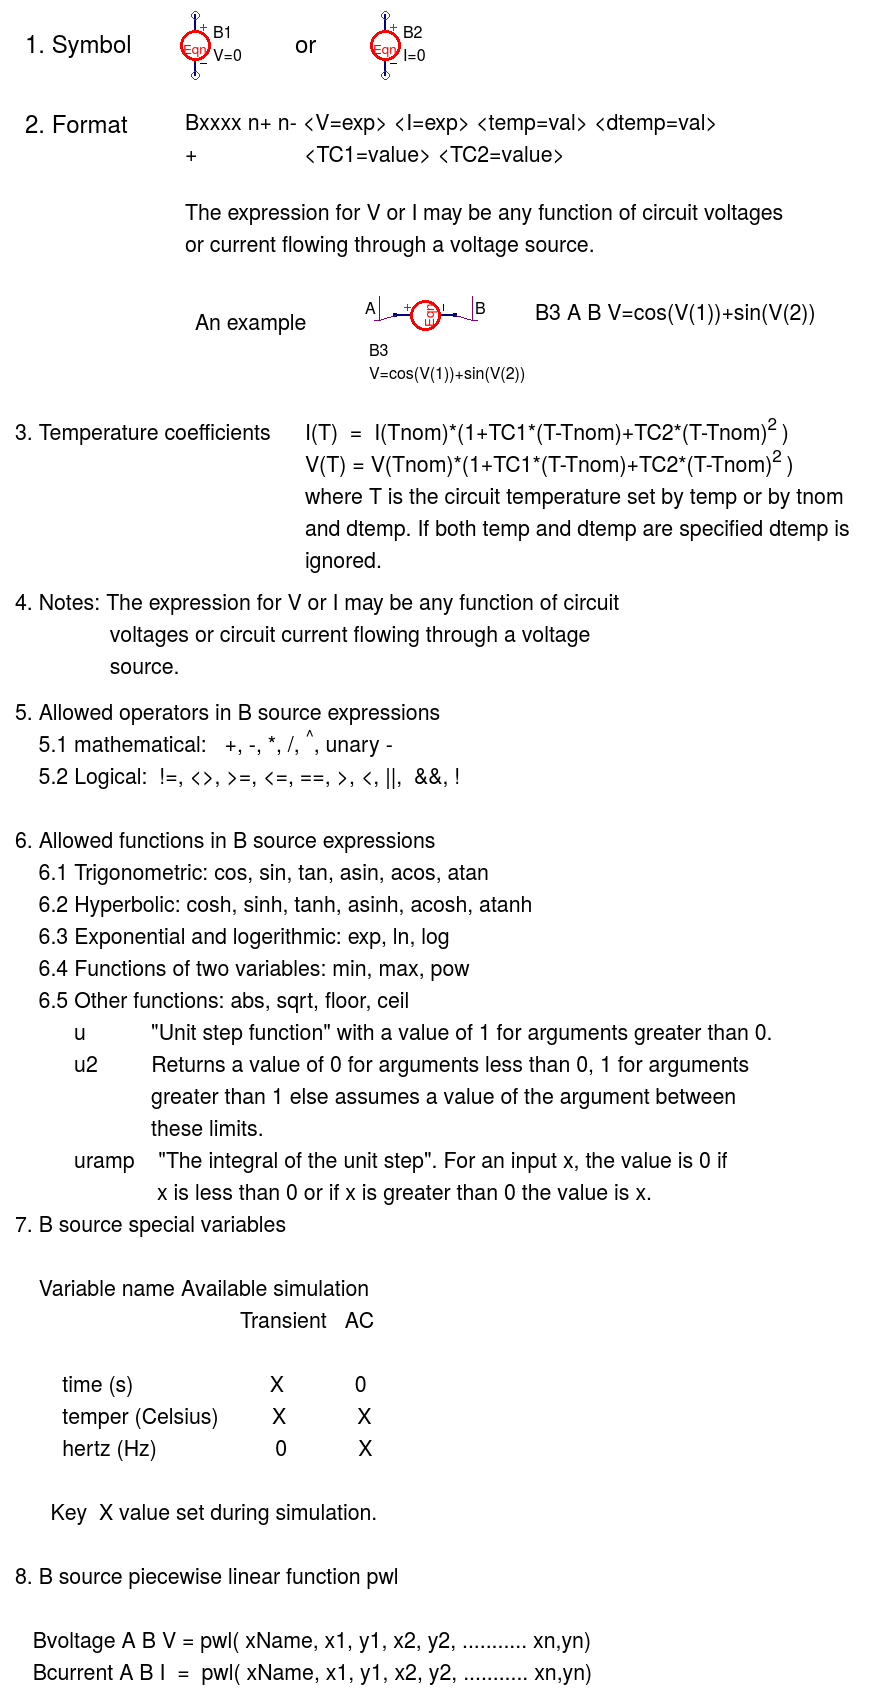 1. Symbol + Eqn − B1 V=0 or + Eqn − B2 I=0
2. Format Bxxxx n+ n- <V=exp> <I=exp> <temp=val> <dtemp=val>
+ <TC1=value> <TC2=value>
The expression for V or I may be any function of circuit voltages
or current flowing through a voltage source.
An example A + Eqn − B B3 A B V=cos(V(1))+sin(V(2))
B3
V=cos(V(1))+sin(V(2))
3. Temperature coefficients I(T) = I(Tnom)*(1+TC1*(T-Tnom)+TC2*(T-Tnom)^2 )
V(T) = V(Tnom)*(1+TC1*(T-Tnom)+TC2*(T-Tnom)^2 )
where T is the circuit temperature set by temp or by tnom
and dtemp. If both temp and dtemp are specified dtemp is
ignored.
4. Notes: The expression for V or I may be any function of circuit
voltages or circuit current flowing through a voltage
source.
5. Allowed operators in B source expressions
5.1 mathematical: +, -, *, /, ^, unary -
5.2 Logical: !=, <>, >=, <=, ==, >, <, ||, &&, !
6. Allowed functions in B source expressions
6.1 Trigonometric: cos, sin, tan, asin, acos, atan
6.2 Hyperbolic: cosh, sinh, tanh, asinh, acosh, atanh
6.3 Exponential and logerithmic: exp, ln, log
6.4 Functions of two variables: min, max, pow
6.5 Other functions: abs, sqrt, floor, ceil
u "Unit step function" with a value of 1 for arguments greater than 0.
u2 Returns a value of 0 for arguments less than 0, 1 for arguments
greater than 1 else assumes a value of the argument between
these limits.
uramp "The integral of the unit step". For an input x, the value is 0 if
x is less than 0 or if x is greater than 0 the value is x.
7. B source special variables
Variable name Available simulation
Transient AC
time (s) X 0
temper (Celsius) X X
hertz (Hz) 0 X
Key X value set during simulation.
8. B source piecewise linear function pwl
Bvoltage A B V = pwl( xName, x1, y1, x2, y2, ........... xn,yn)
Bcurrent A B I = pwl( xName, x1, y1, x2, y2, ........... xn,yn)